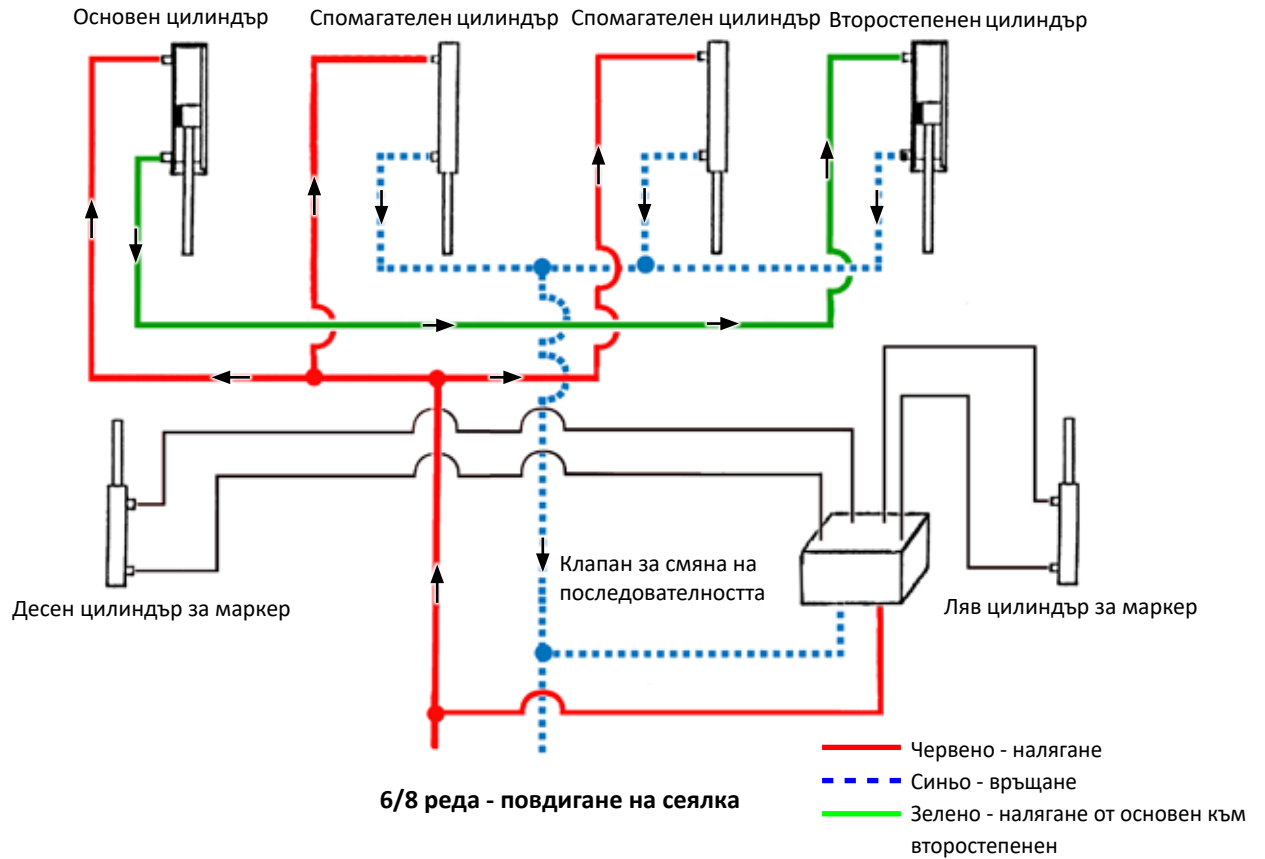 Основен цилиндър
Спомагателен цилиндър
Спомагателен цилиндър
Второстепенен цилиндър
Клапан за смяна на
последователността
Десен цилиндър за маркер
Ляв цилиндър за маркер
Червено - налягане
Синьо - връщане
Зелено - налягане от основен към
второстепенен
6/8 реда - повдигане на сеялка